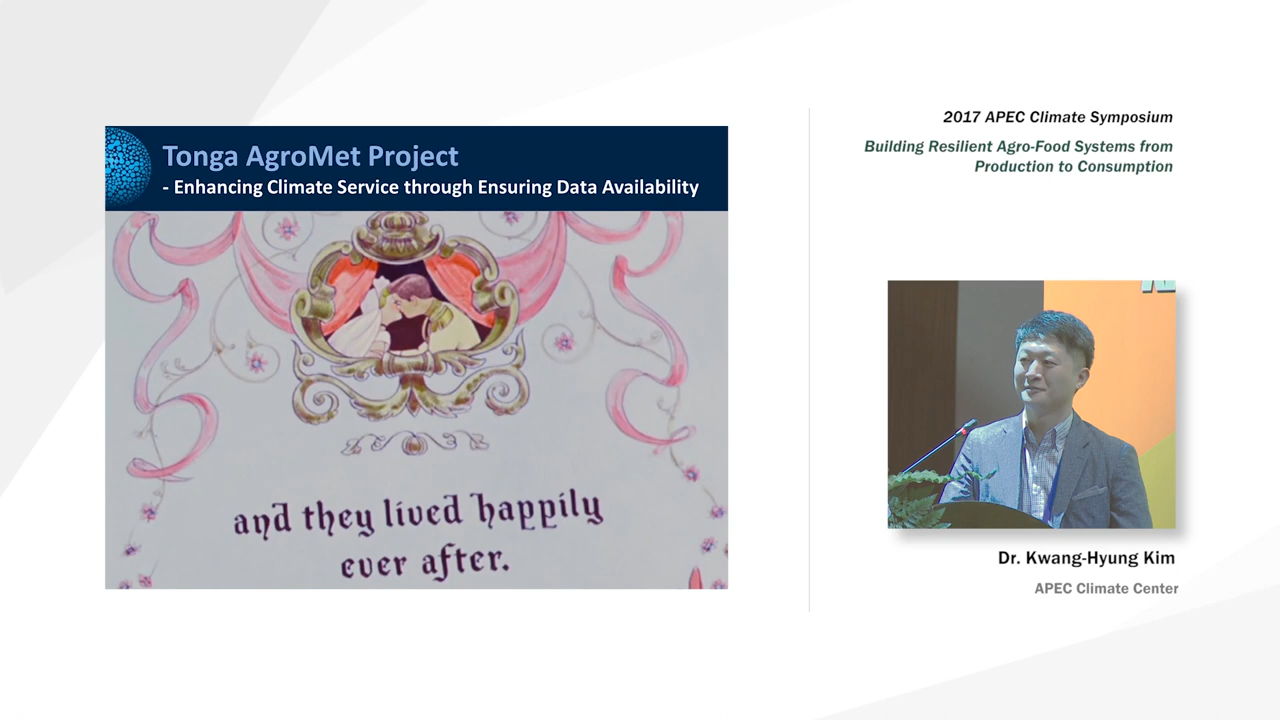 Tonga AgroMet Project
- Enhancing Climate Service through Ensuring Data Availability
and they lived happily
ever after.
2017 APEC Climate Symposium
Building Resilient Agro-Food Systems from
Production to Consumption
Dr. Kwang-Hyung Kim
APEC Climate Center